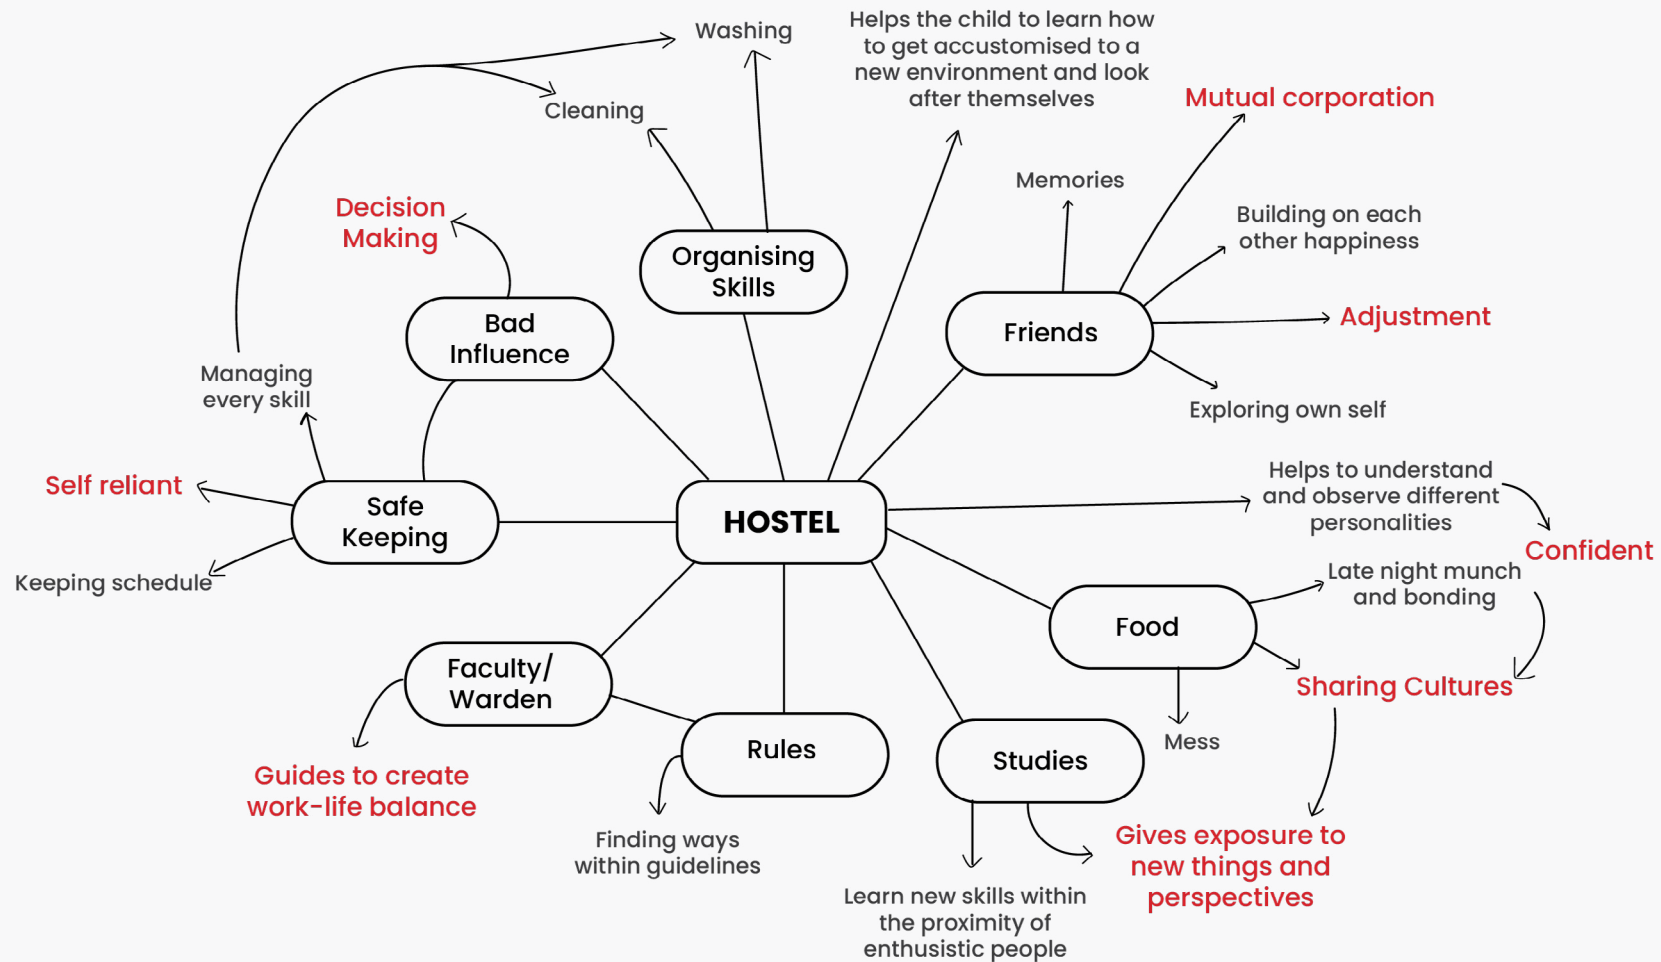 Washing
Cleaning
Helps the child to learn how
to get accustomised to a
new environment and look
after themselves
Mutual corporation
Memories
Building on each
other happiness
Decision
Making
Organising
Skills
Bad
Influence
Friends
Adjustment
Exploring own self
Managing
every skill
Self reliant
Safe
Keeping
Keeping schedule
HOSTEL
Helps to understand
and observe different
personalities
Confident
Late night munch
and bonding
Food
Sharing Cultures
Mess
Faculty/
Warden
Rules
Studies
Guides to create
work-life balance
Finding ways
within guidelines
Gives exposure to
new things and
perspectives
Learn new skills within
the proximity of
enthusistic people